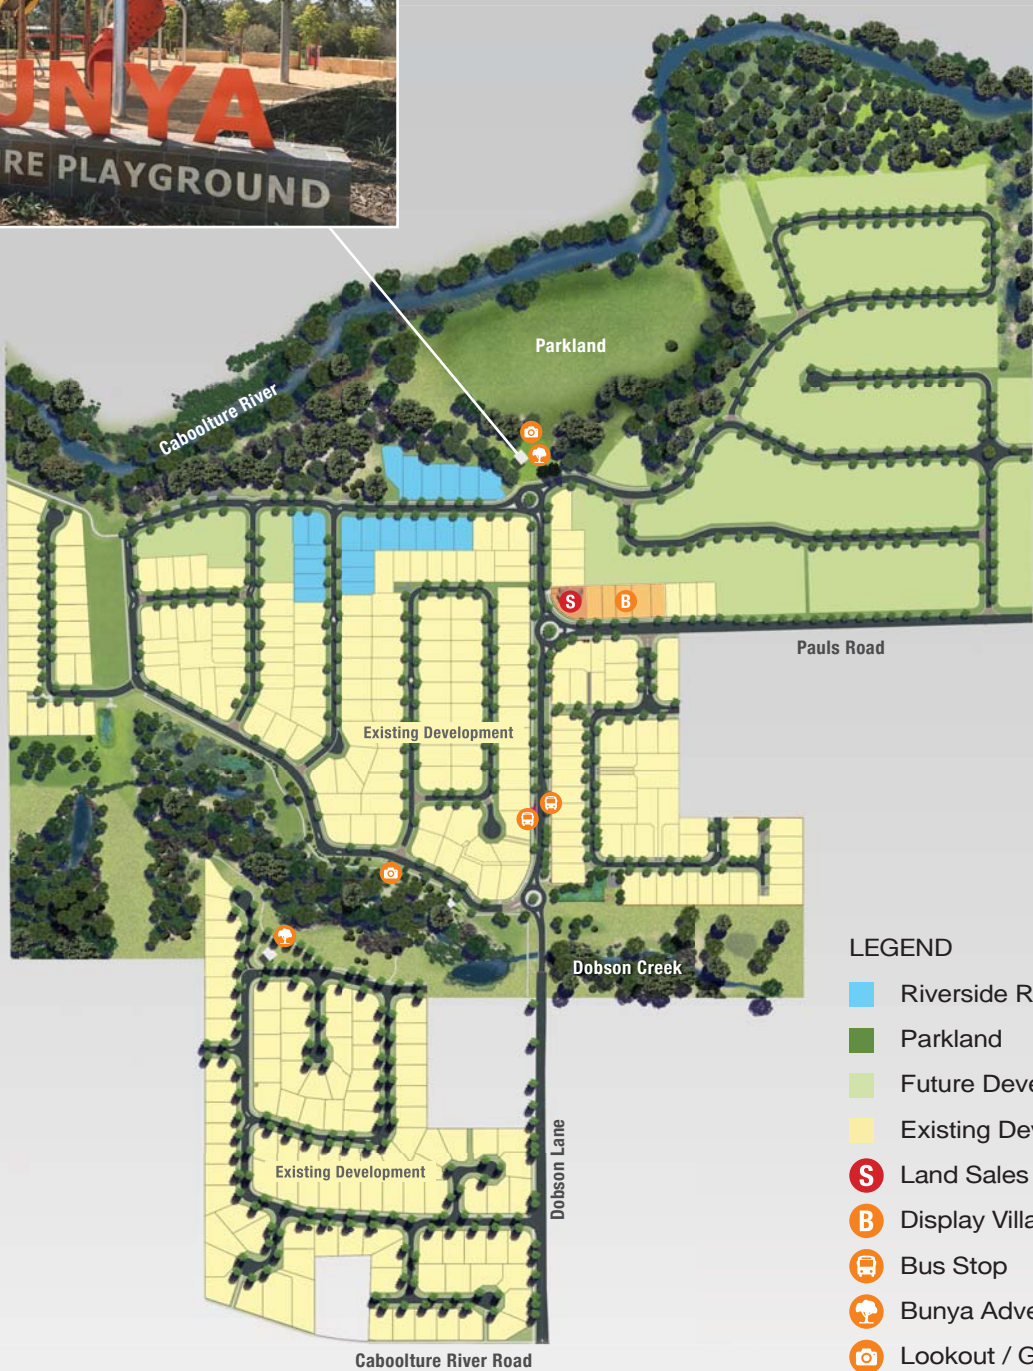 UNYA
RE PLAYGROUND
Parkland
Caboolture River
S
B
Pauls Road
Existing Development
Dobson Creek
Dobson Lane
Existing Development
Caboolture River Road
LEGEND
Riverside R
Parkland
Future Deve
Existing Dev
S Land Sales
B Display Villa
Bus Stop
Bunya Adve
Lookout / G